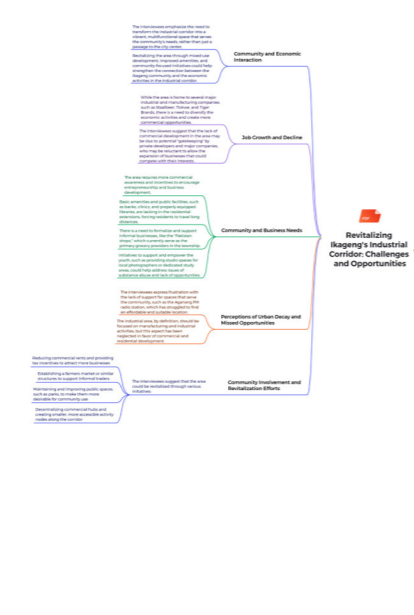 The interviewees emphasize the need to
transform the industrial corridor into a
vibrant, multifunctional space that serves
the community's needs, rather than just a
passage to the city center.
Revitalizing the area through mixed-use
development, improved amenities, and
community-focused initiatives could help
strengthen the connection between the
Ikageng community and the economic
activities in the industrial corridor.
Community and Economic
Interaction
While the area is home to several major
industrial and manufacturing companies,
such as and Tiger
Brands, there is a need to diversify the
economic activities and create more
commercial opportunities.
The interviewees suggest that the lack of
commercial development in the area may
be due to potential "gatekeeping" by
private developers and major companies,
who may be reluctant to allow the
expansion of businesses that could
compete with their interests.
Job Growth and Decline
The area requires more commercial
awareness and incentives to encourage
entrepreneurship and business
development.
Basic amenities and public facilities, such
as banks, clinics, and properly equipped
libraries, are lacking in the residential
extensions, forcing residents to travel long
distances.
There is a need to formalize and support
informal businesses, like the "Pakistani
shops," which currently serve as the
primary grocery providers in the township.
Initiatives to support and empower the
youth, such as providing studio spaces for
local photographers or dedicated study
areas, could help address issues of
substance abuse and lack of opportunities.
Community and Business Needs
The interviewees express frustration with
the lack of support for spaces that serve
the community, such as the FM
radio station, which has struggled to find
an affordable and suitable location.
The industrial area, by definition, should be
focused on manufacturing and industrial
activities, but this aspect has been
neglected in favor of commercial and
residential development.
Perceptions of Urban Decay and
Missed Opportunities
Reducing commercial rents and providing
tax incentives to attract more businesses
Establishing a farmers market or similar
structures to support informal traders
Maintaining and improving public spaces,
such as parks, to make them more
desirable for community use
Decentralizing commercial hubs and
creating smaller, more accessible activity
nodes along the corridor
The interviewees suggest that the area
could be revitalized through various
initiatives:
Community Involvement and
Revitalization Efforts
PDF
Revitalizing
Ikageng's Industrial
Corridor: Challenges
and Opportunities